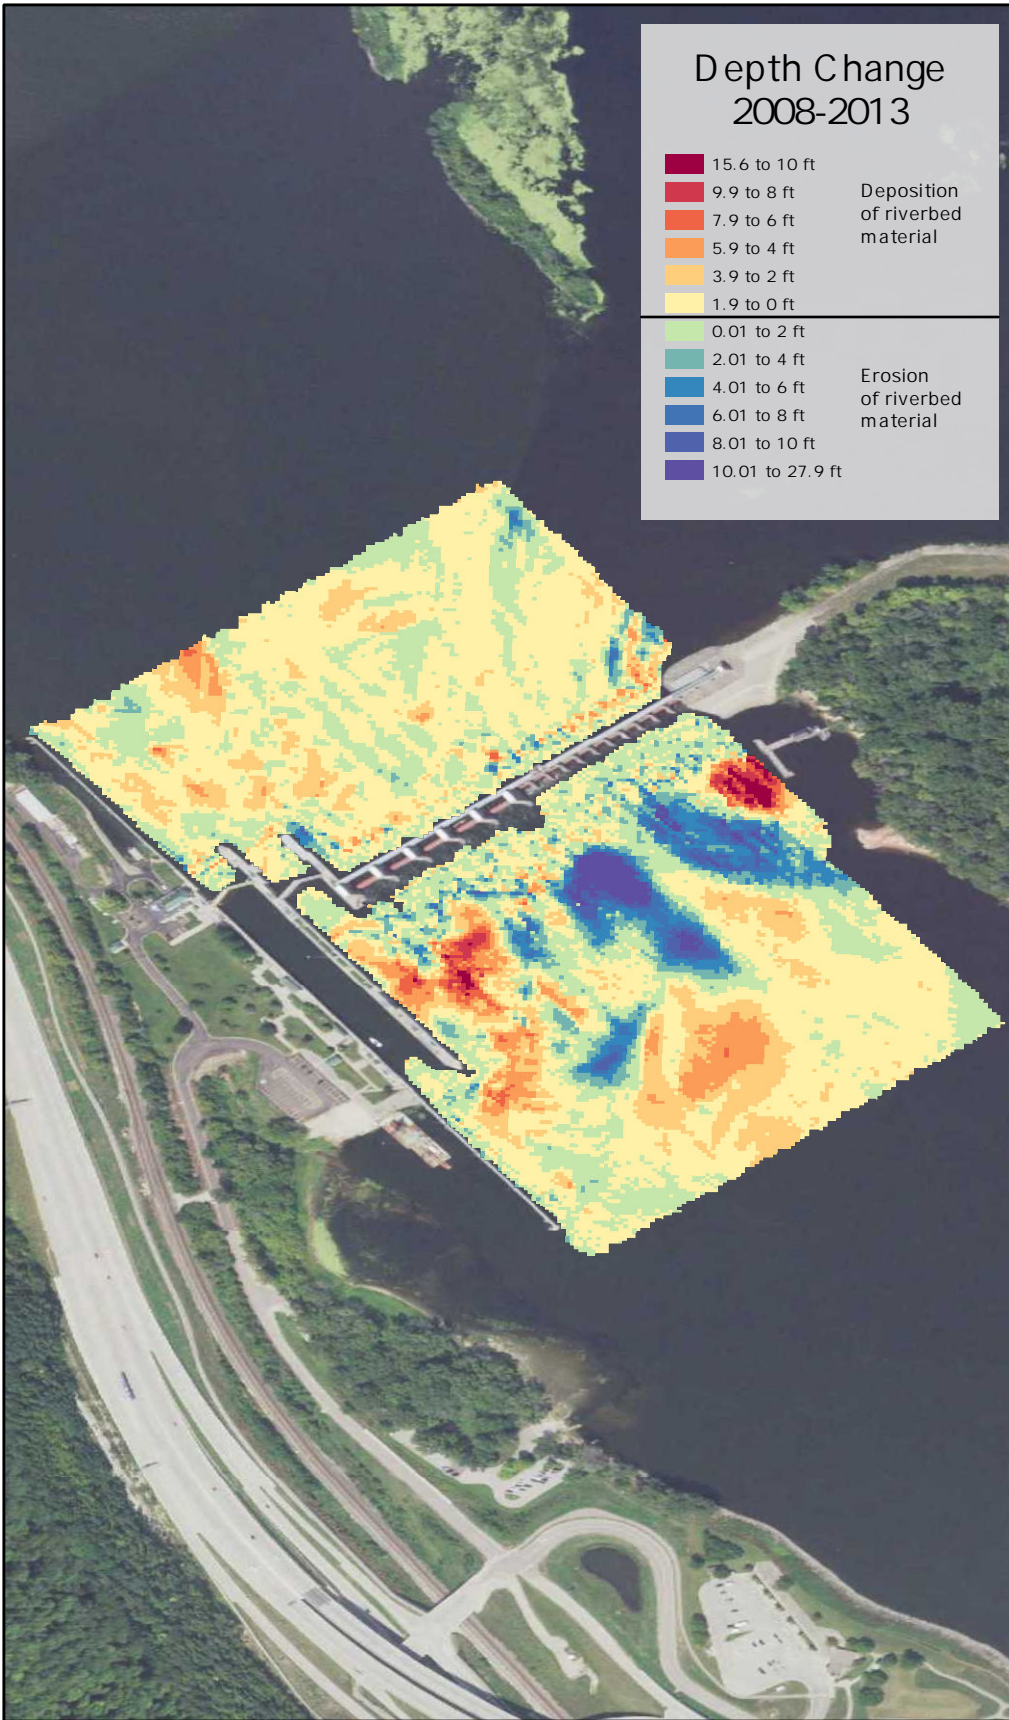 Depth Change
2008-2013
15.6 to 10 ft
9.9 to 8 ft
7.9 to 6 ft
5.9 to 4 ft
3.9 to 2 ft
1.9 to 0 ft
Deposition
of riverbed
material
0.01 to 2 ft
2.01 to 4 ft
4.01 to 6 ft
6.01 to 8 ft
8.01 to 10 ft
10.01 to 27.9 ft
Erosion
of riverbed
material